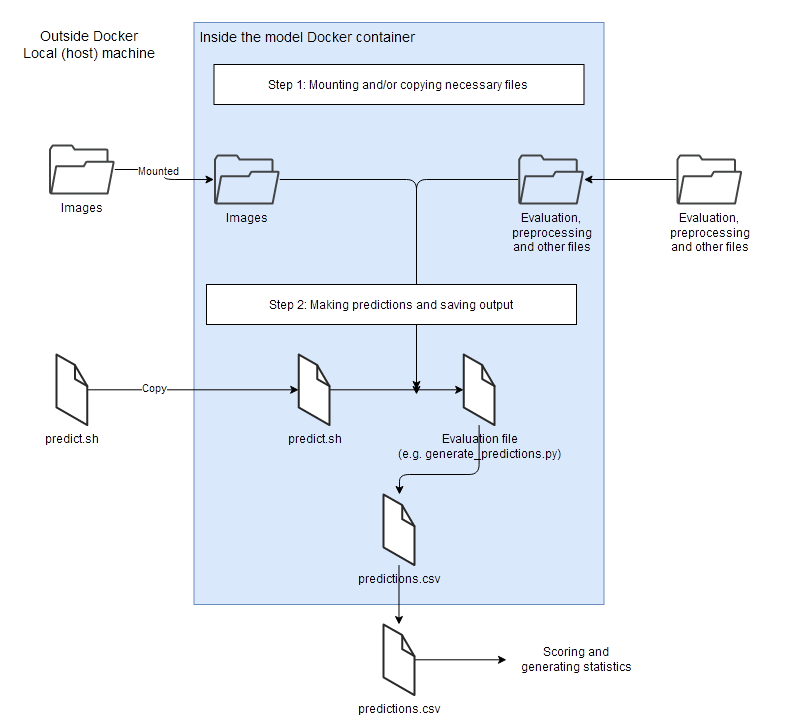 Outside Docker
Local (host) machine
Inside the model Docker container
Step 1: Mounting and/or copying necessary files
Mounted
Images
Images
Evaluation,
preprocessing
and other files
Evaluation,
preprocessing
and other files
Step 2: Making predictions and saving output
Copy
predict.sh
predict.sh
Evaluation file
(e.g. generate_predictions.py)
predictions.csv
Scoring and
generating statistics
predictions.csv